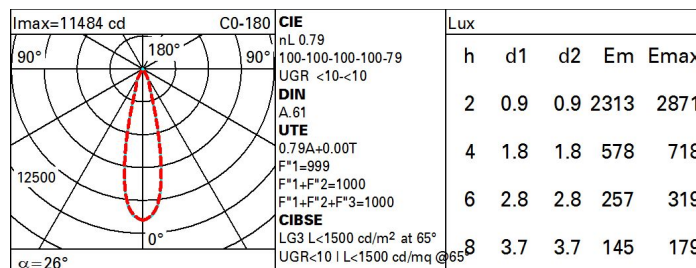 Imax=11484 cd C0-180
90° 180° 90°
12500
0°
α=26°
CIE
nL 0.79
100-100-100-100-79
UGR <10-<10
DIN
A.61
UTE
0.79A+0.00T
F"1=999
F"1+F"2=1000
F"1+F"2+F"3=1000
CIBSE
LG3 L<1500 cd/m² at 65°
UGR<10 | L<1500 cd/mq @65°
Lux
h d1 d2 Em Emax
2 0.9 0.9 2313 2871
4 1.8 1.8 578 718
6 2.8 2.8 257 319
8 3.7 3.7 145 179